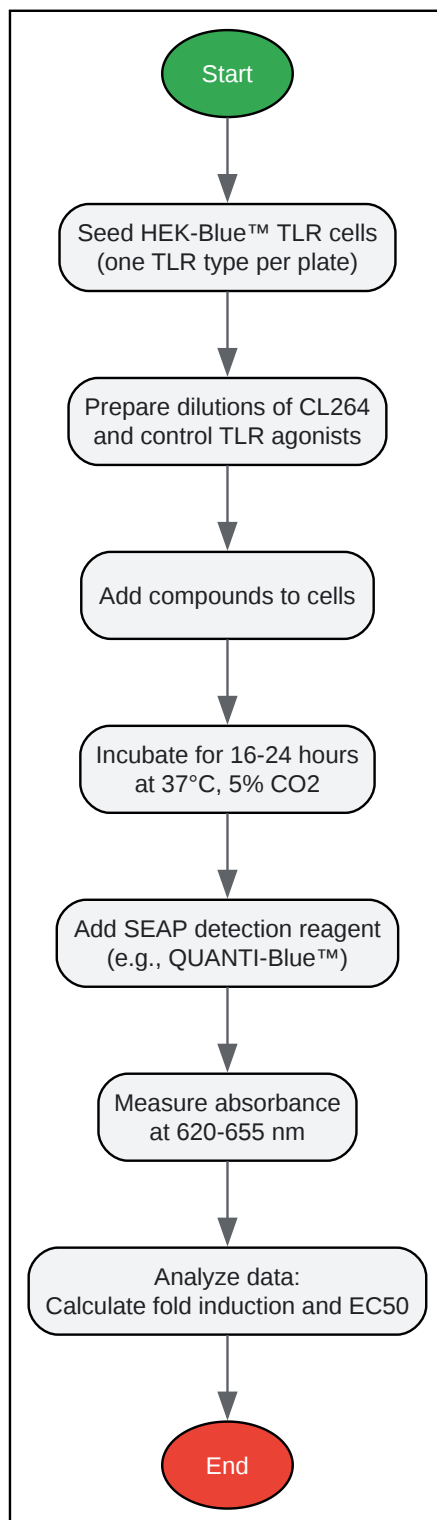 Start
Seed HEK-Blue™ TLR cells
(one TLR type per plate)
Prepare dilutions of CL264
and control TLR agonists
Add compounds to cells
Incubate for 16-24 hours
at 37°C, 5% CO2
Add SEAP detection reagent
(e.g., QUANTI-Blue™)
Measure absorbance
at 620-655 nm
Analyze data:
Calculate fold induction and EC50
End